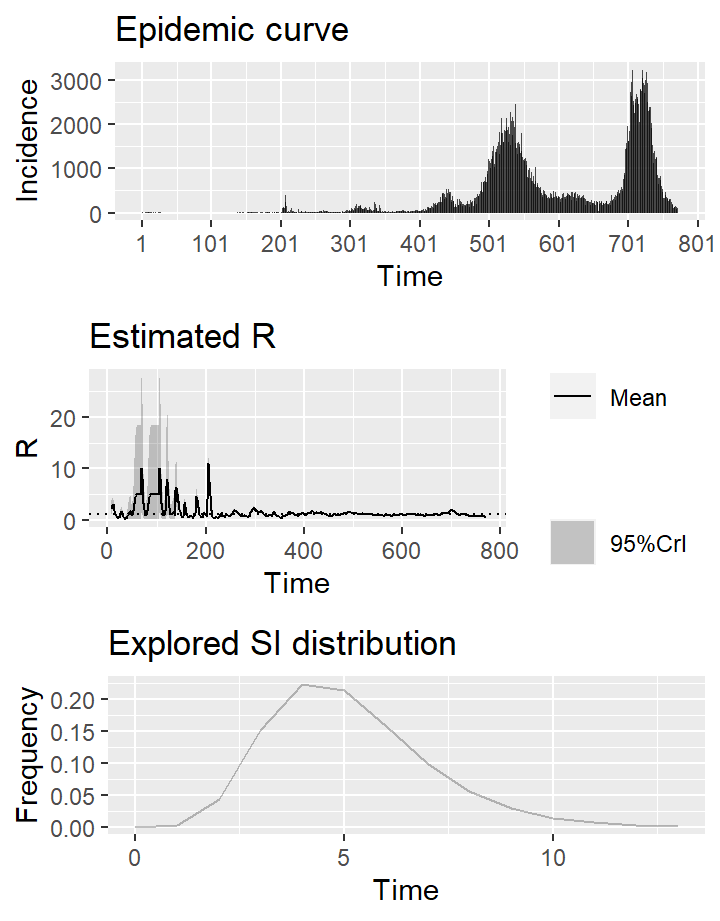 Epidemic curve
Incidence
3000
2000
1000
0
1 101 201 301 401 501 601 701 801
Time
Estimated R
R
20
10
0
0 200 400 600 800
Time
Mean
95%CrI
Explored SI distribution
Frequency
0.20
0.15
0.10
0.05
0.00
0 5 10
Time